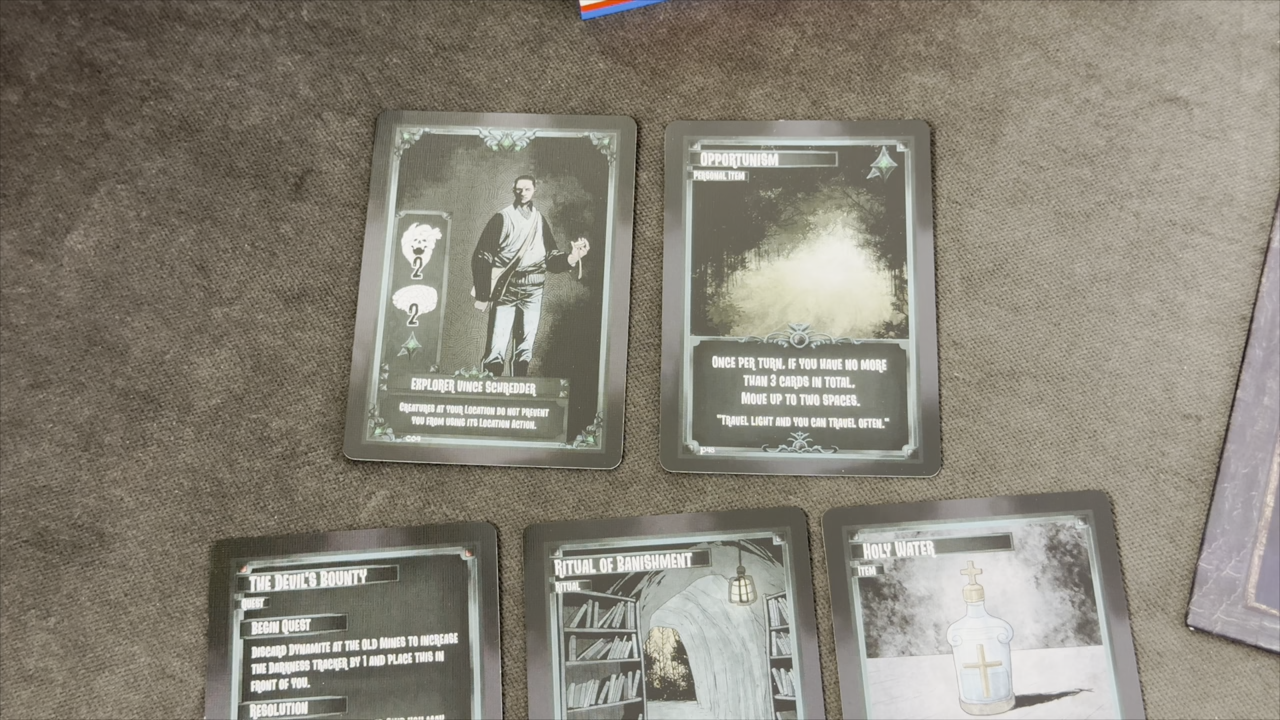 2
2
EXPLORER VINCE SCHREDDER
CREATURES AT YOUR LOCATION DO NOT PREVENT
YOU FROM USING ITS LOCATION ACTION.
OPPORTUNISM
PERSONAL ITEM
ONCE PER TURN, IF YOU HAVE NO MORE
THAN 3 CARDS IN TOTAL.
MOVE UP TO TWO SPACES.
"TRAVEL LIGHT AND YOU CAN TRAVEL OFTEN."
THE DEVIL'S BOUNTY
QUEST
BEGIN QUEST
DISCARD DYNAMITE AT THE OLD MINES TO INCREASE
THE DARKNESS TRACKER BY 1 AND PLACE THIS IN
FRONT OF YOU.
RESOLUTION
RITUAL OF BANISHMENT
RITUAL
HOLY WATER
ITEM